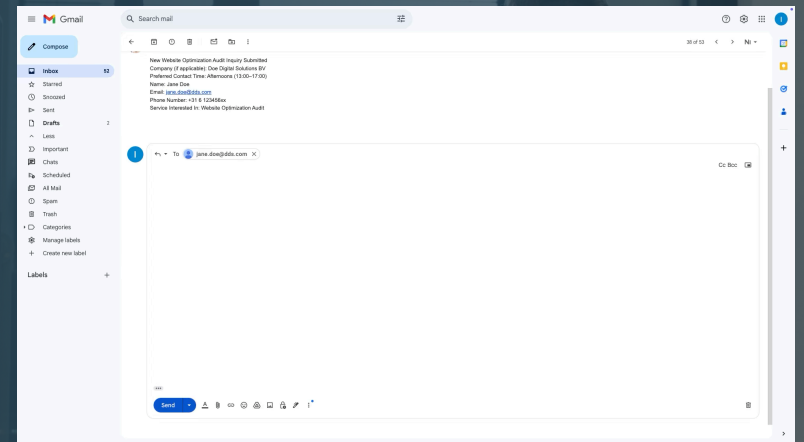 Gmail
Search mail
Compose
38 of 53
NI
Inbox 52
Starred
Snoozed
Sent
Drafts 2
Less
Important
Chats
Scheduled
All Mail
Spam
Trash
Categories
Manage labels
Create new label
Labels
New Website Optimization Audit Inquiry Submitted
Company (if applicable): Doe Digital Solutions BV
Preferred Contact Time: Afternoons (13:00–17:00)
Name: Jane Doe
Email: jane.doe@dds.com
Phone Number: +31 6 123456xx
Service Interested In: Website Optimization Audit
To jane.doe@dds.com
Cc Bcc
Send